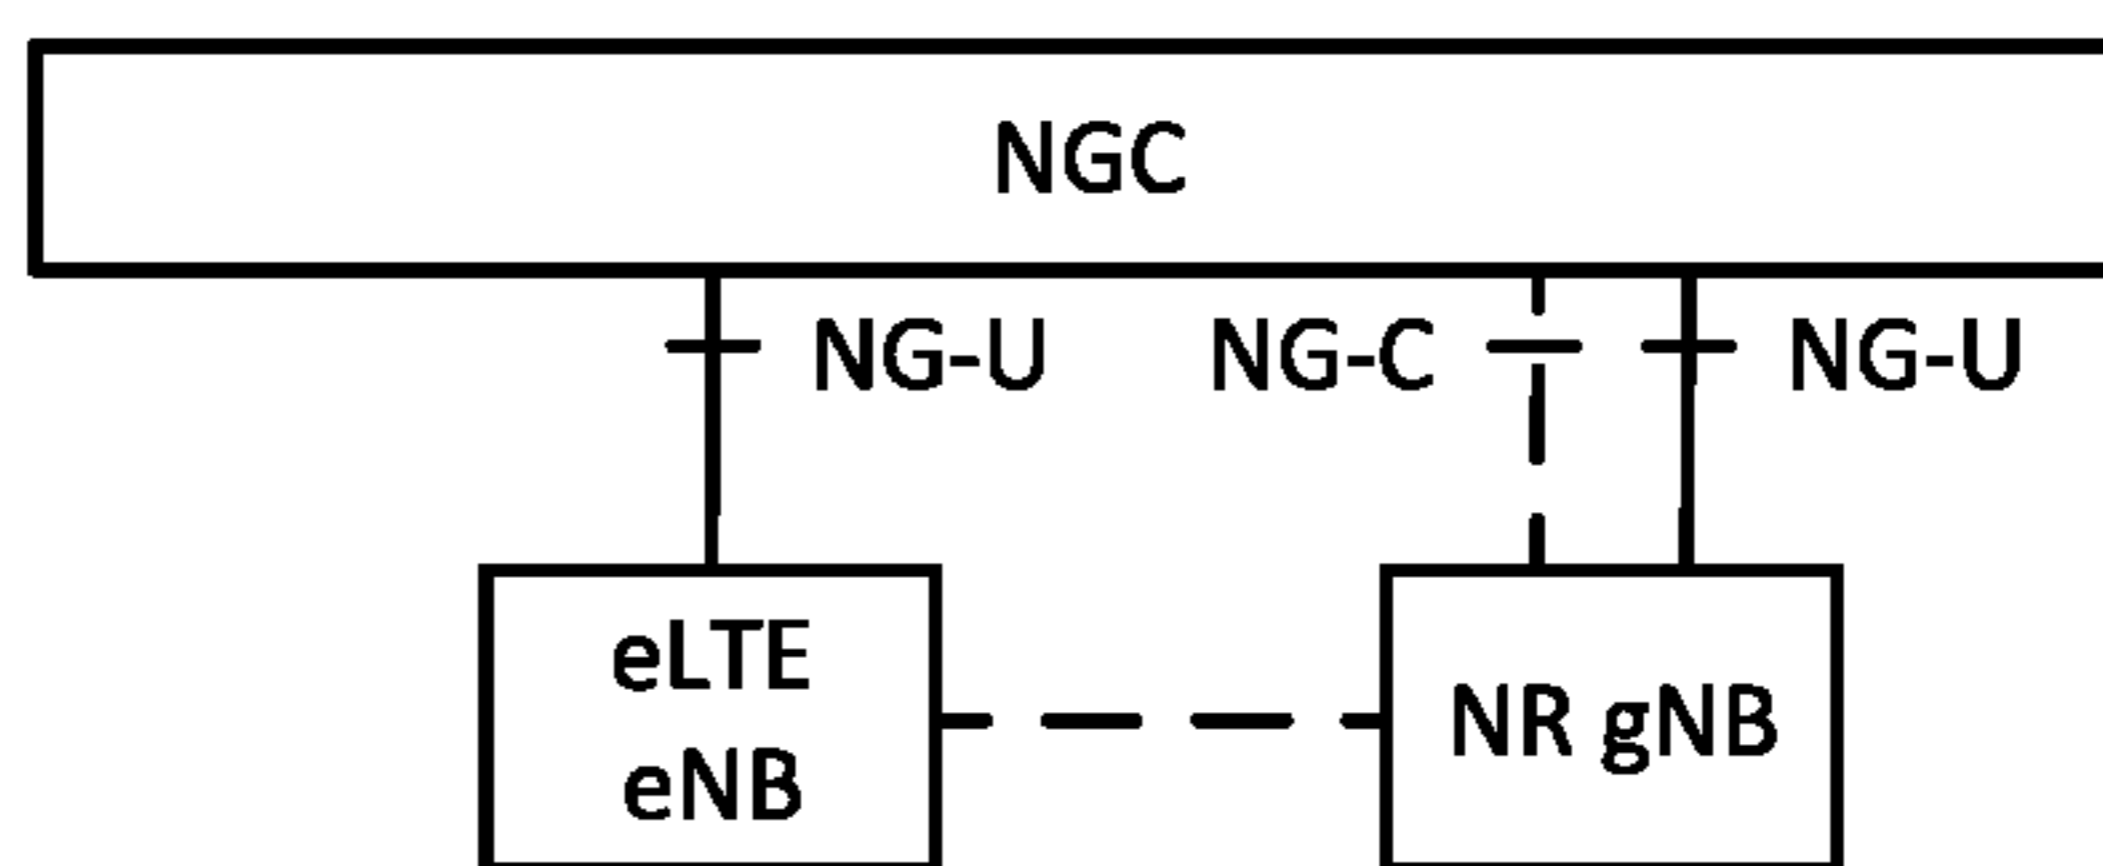 NGC
NG-U
NG-C
NG-U
eLTE
eNB
NR gNB